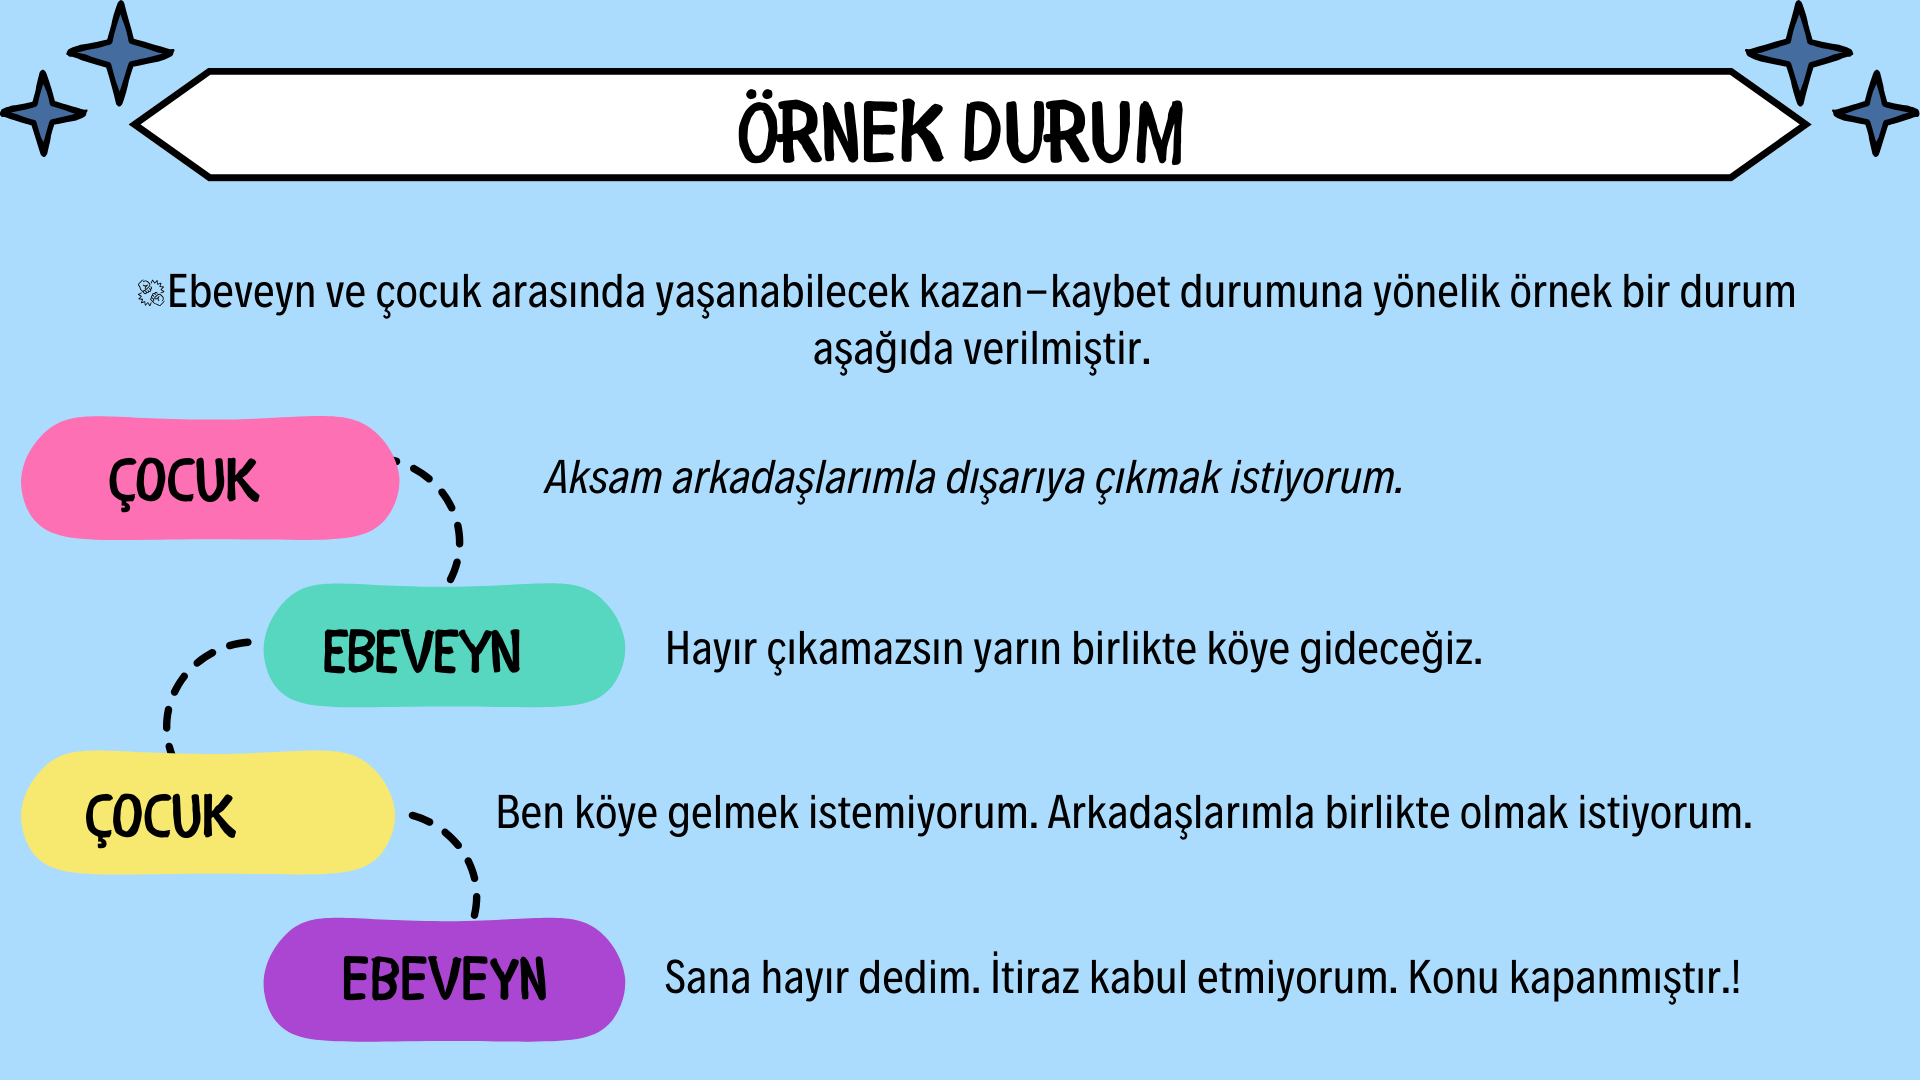 ÖRNEK DURUM
Ebeveyn ve çocuk arasında yaşanabilecek kazan-kaybet durumuna yönelik örnek bir durum
aşağıda verilmiştir.
ÇOCUK
Aksam arkadaşlarımla dışarıya çıkmak istiyorum.
EBEVEYN
Hayır çıkamazsın yarın birlikte köye gideceğiz.
ÇOCUK
Ben köye gelmek istemiyorum. Arkadaşlarımla birlikte olmak istiyorum.
EBEVEYN
Sana hayır dedim. İtiraz kabul etmiyorum. Konu kapanmıştır.!